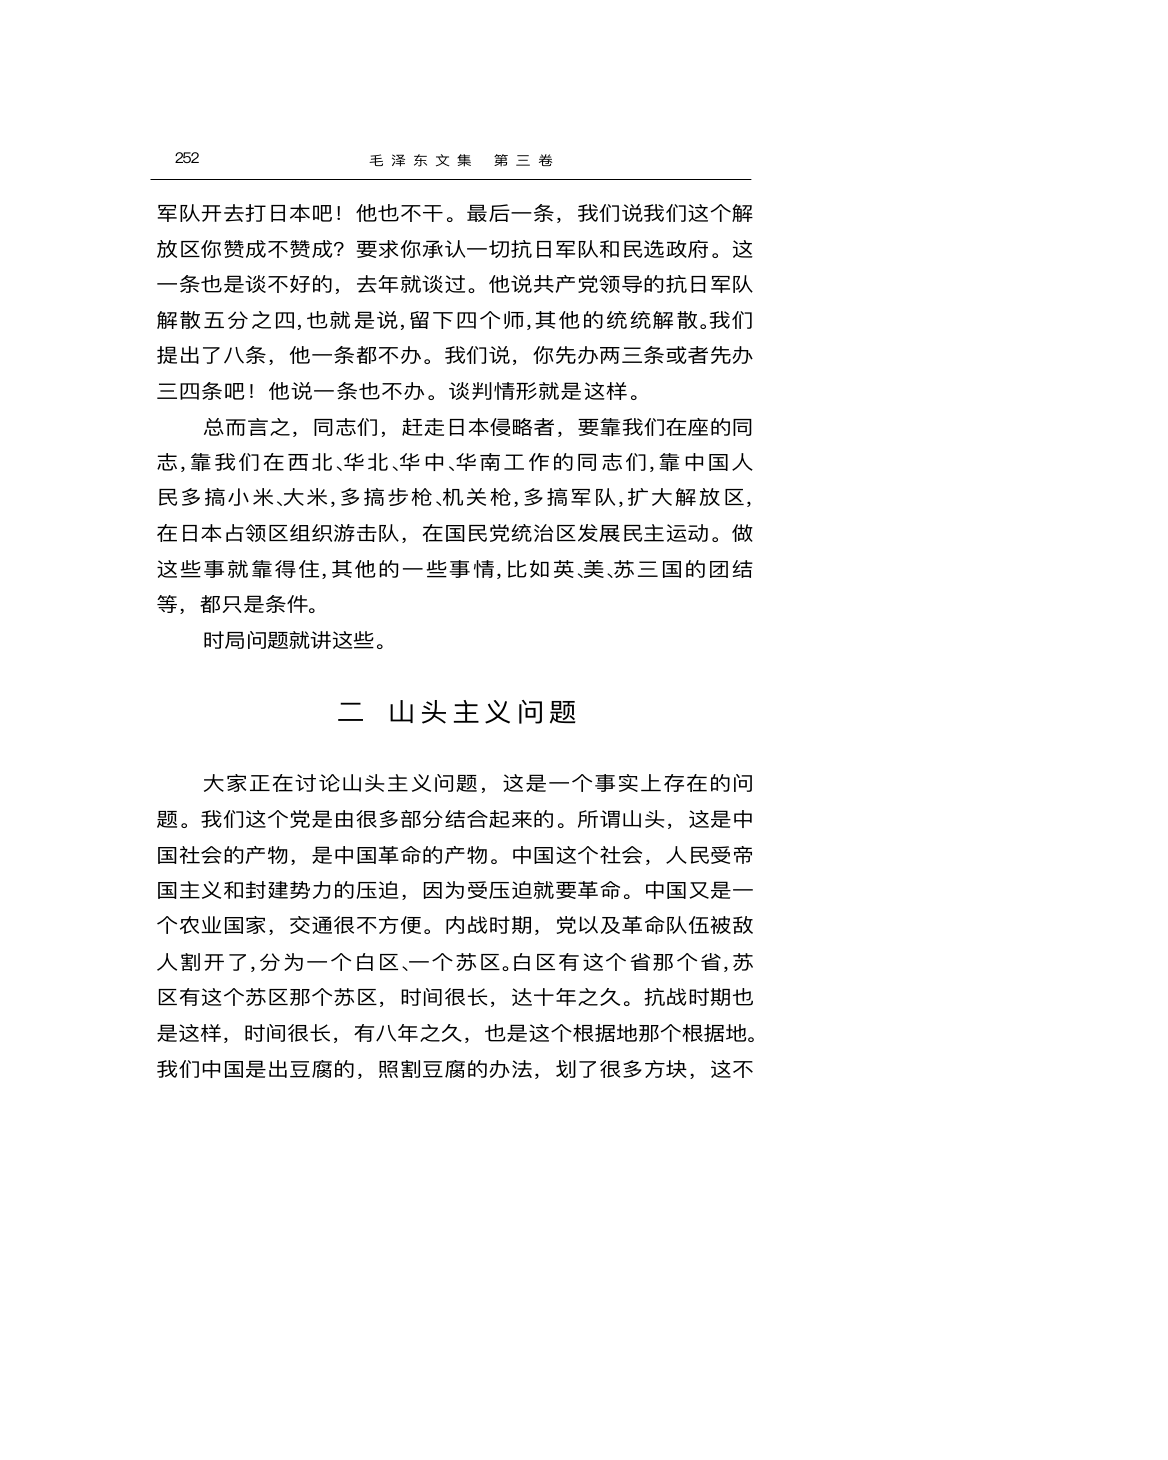 252
毛泽东文集 第三卷
军队开去打日本吧！他也不干。最后一条，我们说我们这个解
放区你赞成不赞成？要求你承认一切抗日军队和民选政府。这
一条也是谈不好的，去年就谈过。他说共产党领导的抗日军队
解散五分之四,也就是说,留下四个师,其他的统统解散。我们
提出了八条，他一条都不办。我们说，你先办两三条或者先办
三四条吧！他说一条也不办。谈判情形就是这样。
总而言之，同志们，赶走日本侵略者，要靠我们在座的同
志,靠我们在西北、华北、华中、华南工作的同志们,靠中国人
民多搞小米、大米,多搞步枪、机关枪,多搞军队,扩大解放区,
在日本占领区组织游击队，在国民党统治区发展民主运动。做
这些事就靠得住,其他的一些事情,比如英、美、苏三国的团结
等，都只是条件。
时局问题就讲这些。
二 山头主义问题
大家正在讨论山头主义问题，这是一个事实上存在的问
题。我们这个党是由很多部分结合起来的。所谓山头，这是中
国社会的产物，是中国革命的产物。中国这个社会，人民受帝
国主义和封建势力的压迫，因为受压迫就要革命。中国又是一
个农业国家，交通很不方便。内战时期，党以及革命队伍被敌
人割开了,分为一个白区、一个苏区。白区有这个省那个省,苏
区有这个苏区那个苏区，时间很长，达十年之久。抗战时期也
是这样，时间很长，有八年之久，也是这个根据地那个根据地。
我们中国是出豆腐的，照割豆腐的办法，划了很多方块，这不